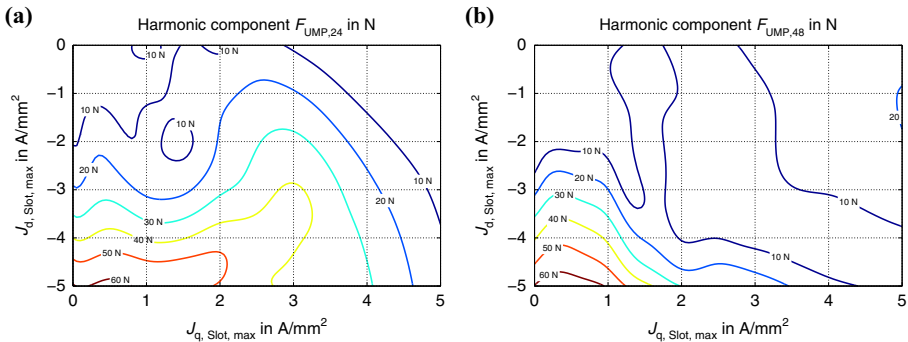 (a)
Harmonic component F_UMP,24 in N
J_d, Slot, max in A/mm²
0
−1
−2
−3
−4
−5
10 N
10 N
10 N
10 N
10 N
20 N
20 N
30 N
40 N
50 N
60 N
0 1 2 3 4 5
J_q, Slot, max in A/mm²
(b)
Harmonic component F_UMP,48 in N
J_d, Slot, max in A/mm²
0
−1
−2
−3
−4
−5
10 N
10 N
10 N
10 N
10 N
20
20 N
30 N
40 N
50 N
60 N
0 1 2 3 4 5
J_q, Slot, max in A/mm²